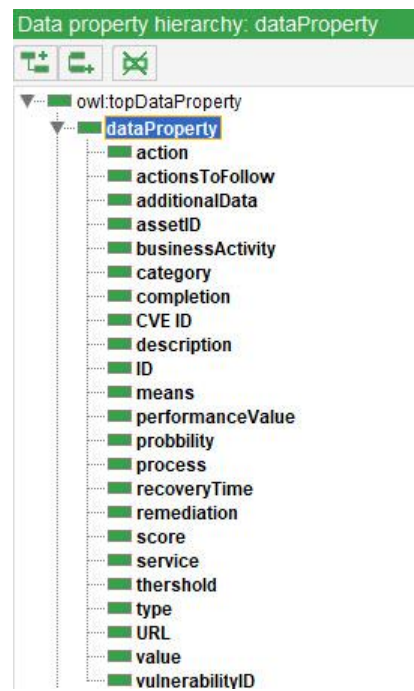 Data property hierarchy: dataProperty
owl:topDataProperty
dataProperty
action
actionsToFollow
additionalData
assetID
businessActivity
category
completion
CVE ID
description
ID
means
performanceValue
probbility
process
recoveryTime
remediation
score
service
thershold
type
URL
value
vulnerabilityID